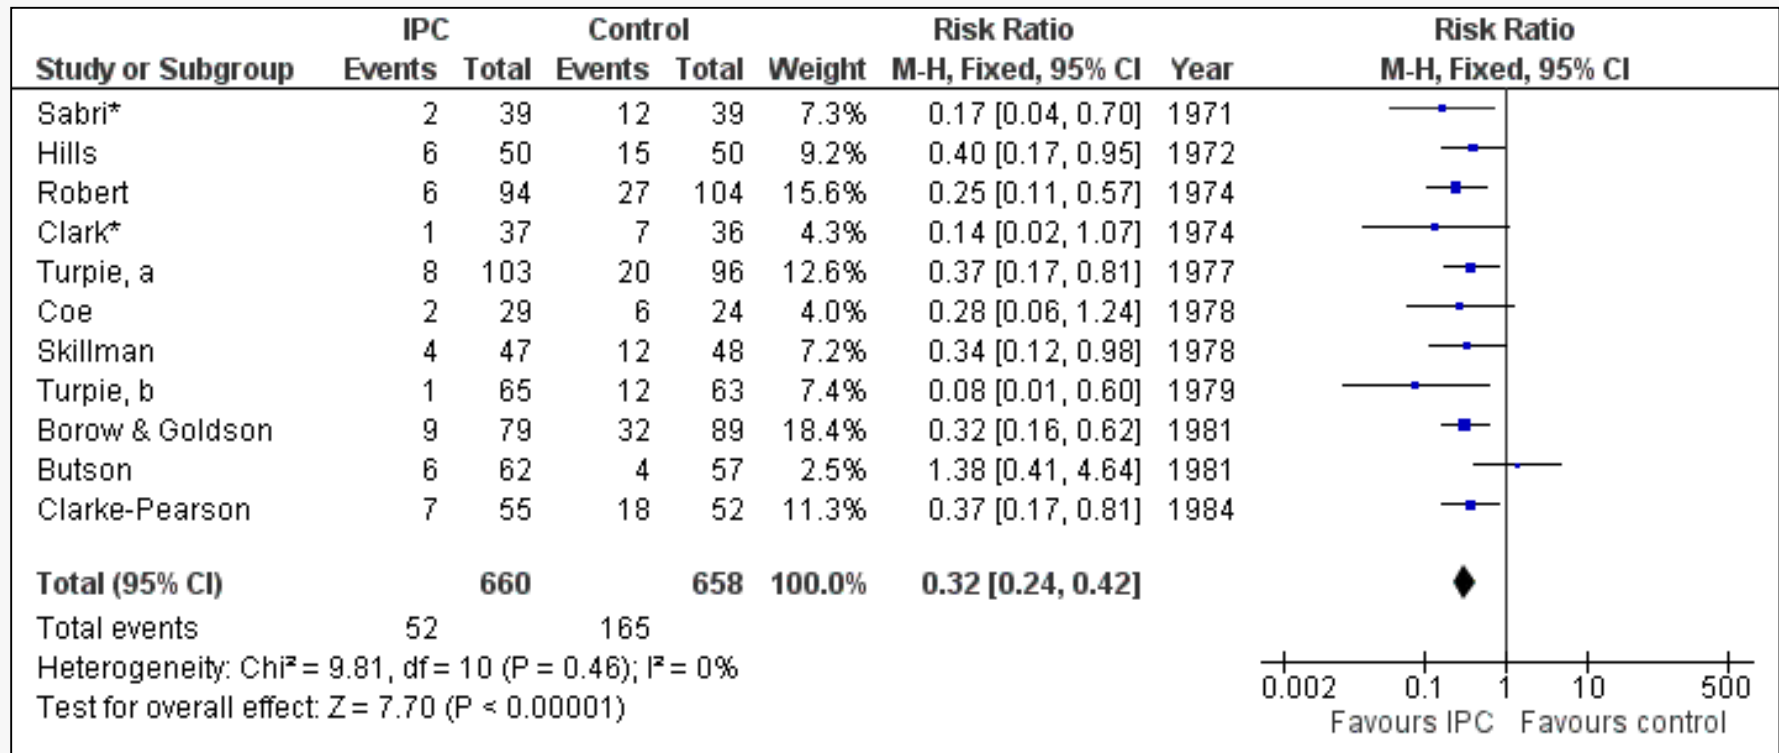 IPC Control Risk Ratio Risk Ratio
Study or Subgroup Events Total Events Total Weight M-H, Fixed, 95% CI Year M-H, Fixed, 95% CI
Sabri* 2 39 12 39 7.3% 0.17 [0.04, 0.70] 1971
Hills 6 50 15 50 9.2% 0.40 [0.17, 0.95] 1972
Robert 6 94 27 104 15.6% 0.25 [0.11, 0.57] 1974
Clark* 1 37 7 36 4.3% 0.14 [0.02, 1.07] 1974
Turpie, a 8 103 20 96 12.6% 0.37 [0.17, 0.81] 1977
Coe 2 29 6 24 4.0% 0.28 [0.06, 1.24] 1978
Skillman 4 47 12 48 7.2% 0.34 [0.12, 0.98] 1978
Turpie, b 1 65 12 63 7.4% 0.08 [0.01, 0.60] 1979
Borow & Goldson 9 79 32 89 18.4% 0.32 [0.16, 0.62] 1981
Butson 6 62 4 57 2.5% 1.38 [0.41, 4.64] 1981
Clarke-Pearson 7 55 18 52 11.3% 0.37 [0.17, 0.81] 1984
Total (95% CI) 660 658 100.0% 0.32 [0.24, 0.42]
Total events 52 165
Heterogeneity: Chi² = 9.81, df = 10 (P = 0.46); I² = 0%
Test for overall effect: Z = 7.70 (P < 0.00001)
0.002 0.1 1 10 500
Favours IPC Favours control